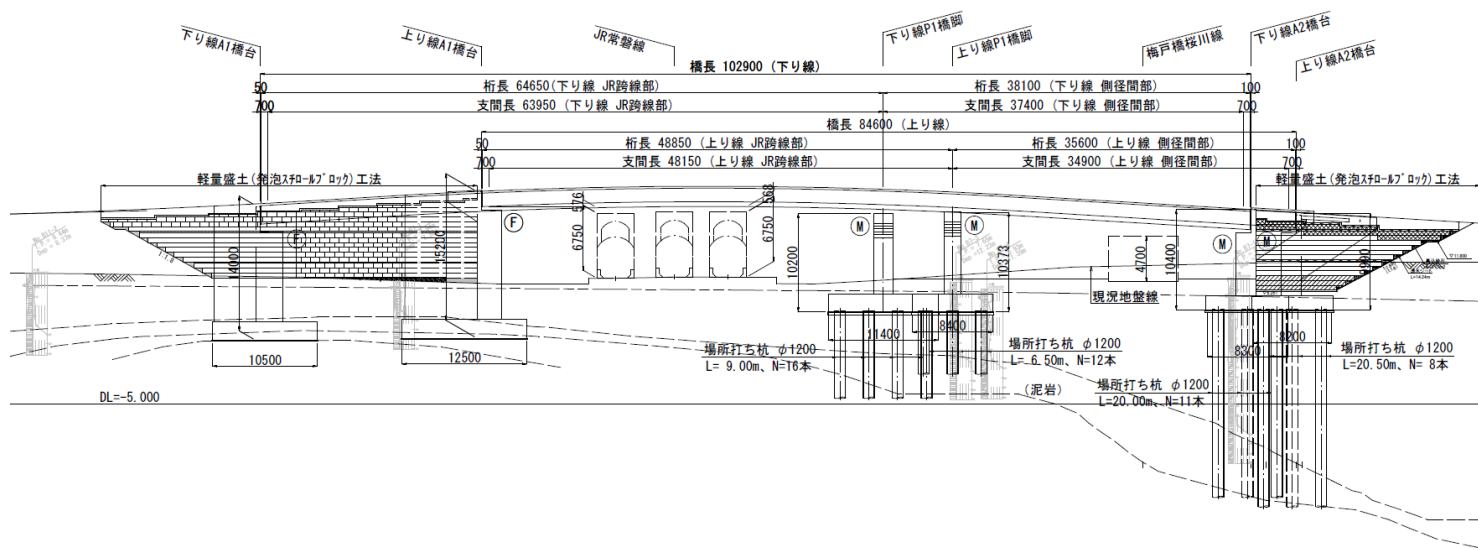 下り線A1橋台
上り線A1橋台
JR常磐線
下り線P1橋脚
上り線P1橋脚
梅戸橋桜川線
下り線A2橋台
上り線A2橋台
橋長 102900 (下り線)
50
桁長 64650(下り線 JR跨線部)
桁長 38100 (下り線 側径間部)
100
700
支間長 63950 (下り線 JR跨線部)
支間長 37400 (下り線 側径間部)
700
橋長 84600 (上り線)
50
桁長 48850 (上り線 JR跨線部)
桁長 35600 (上り線 側径間部)
100
700
支間長 48150 (上り線 JR跨線部)
支間長 34900 (上り線 側径間部)
700
軽量盛土(発泡スチロールブロック)工法
軽量盛土(発泡スチロールブロック)工法
576
568
F
F
M
M
M
M
14000
15200
6750
6750
10200
10373
4700
10400
現況地盤線
10500
12500
11400
8400
8300
8200
場所打ち杭 φ1200
L= 9.00m、N=16本
場所打ち杭 φ1200
L= 6.50m、N=12本
場所打ち杭 φ1200
L=20.50m、N= 8本
場所打ち杭 φ1200
L=20.00m、N=11本
(泥岩)
DL=-5.000